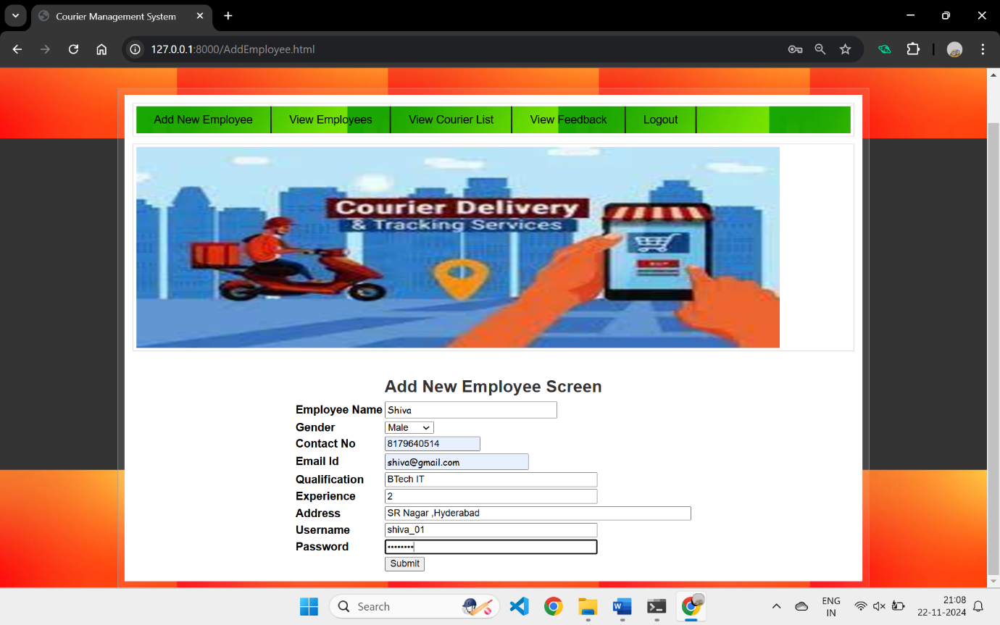 Courier Management System
127.0.0.1:8000/AddEmployee.html
Add New Employee View Employees View Courier List View Feedback Logout
Courier Delivery
& Tracking Services
Add New Employee Screen
Employee Name Shiva
Gender Male
Contact No 8179640514
Email Id shiva@gmail.com
Qualification BTech IT
Experience 2
Address SR Nagar ,Hyderabad
Username shiva_01
Password ••••••••
Submit
Search
ENG
IN
21:08
22-11-2024